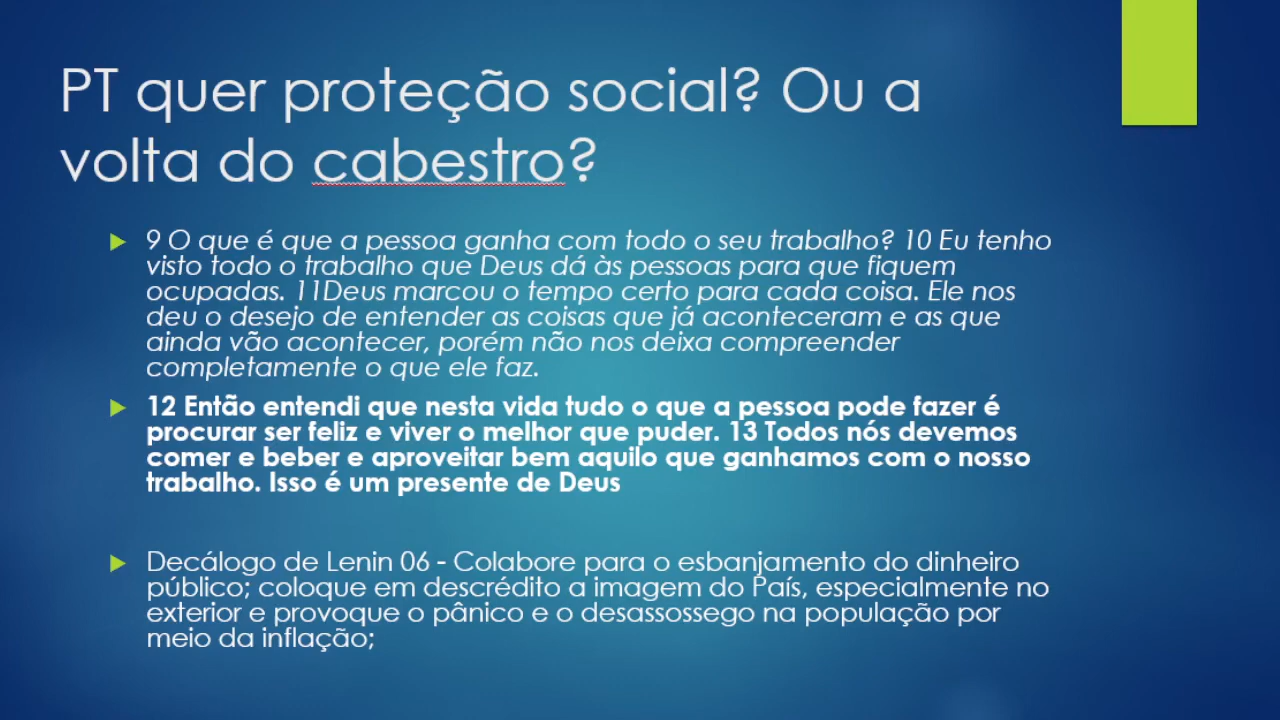 PT quer proteção social? Ou a
volta do cabestro?
9 O que é que a pessoa ganha com todo o seu trabalho? 10 Eu tenho
visto todo o trabalho que Deus dá às pessoas para que fiquem
ocupadas. 11Deus marcou o tempo certo para cada coisa. Ele nos
deu o desejo de entender as coisas que já aconteceram e as que
ainda vão acontecer, porém não nos deixa compreender
completamente o que ele faz.
12 Então entendi que nesta vida tudo o que a pessoa pode fazer é
procurar ser feliz e viver o melhor que puder. 13 Todos nós devemos
comer e beber e aproveitar bem aquilo que ganhamos com o nosso
trabalho. Isso é um presente de Deus
Decálogo de Lenin 06 - Colabore para o esbanjamento do dinheiro
público; coloque em descrédito a imagem do País, especialmente no
exterior e provoque o pânico e o desassossego na população por
meio da inflação;